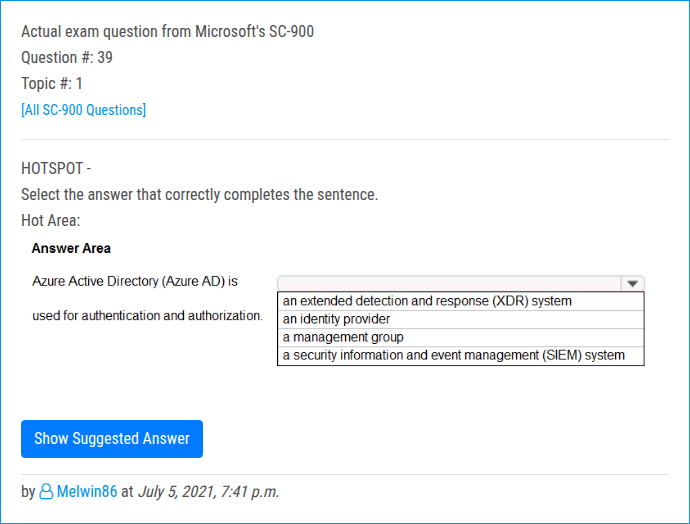 Actual exam question from Microsoft's SC-900
Question #: 39
Topic #: 1
[All SC-900 Questions]
HOTSPOT -
Select the answer that correctly completes the sentence.
Hot Area:
Answer Area
Azure Active Directory (Azure AD) is
an extended detection and response (XDR) system
an identity provider
a management group
a security information and event management (SIEM) system
used for authentication and authorization.
Show Suggested Answer
by Melwin86 at July 5, 2021, 7:41 p.m.